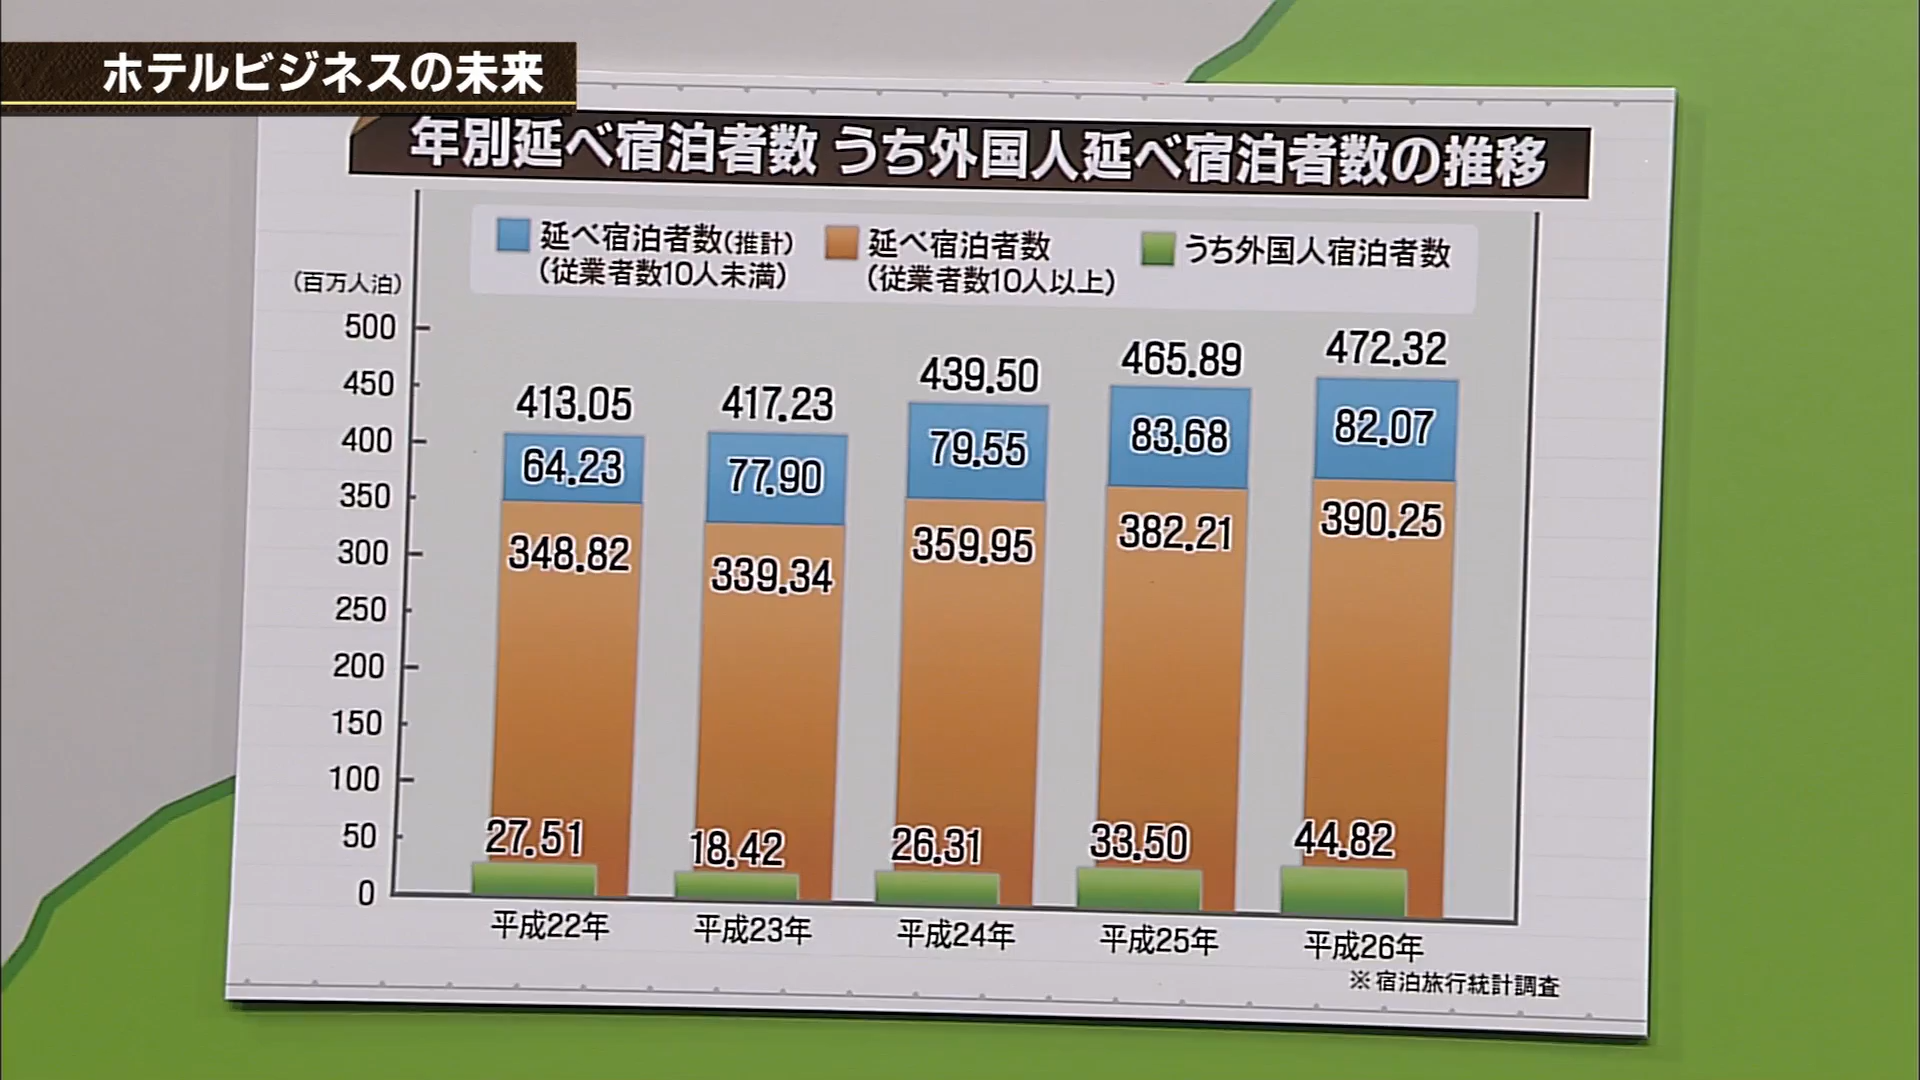 ホテルビジネスの未来
年別延べ宿泊者数 うち外国人延べ宿泊者数の推移
延べ宿泊者数(推計)
(従業者数10人未満)
延べ宿泊者数
(従業者数10人以上)
うち外国人宿泊者数
(百万人泊)
500
450
400
350
300
250
200
150
100
50
0
413.05
417.23
439.50
465.89
472.32
64.23
77.90
79.55
83.68
82.07
348.82
339.34
359.95
382.21
390.25
27.51
18.42
26.31
33.50
44.82
平成22年
平成23年
平成24年
平成25年
平成26年
※宿泊旅行統計調査